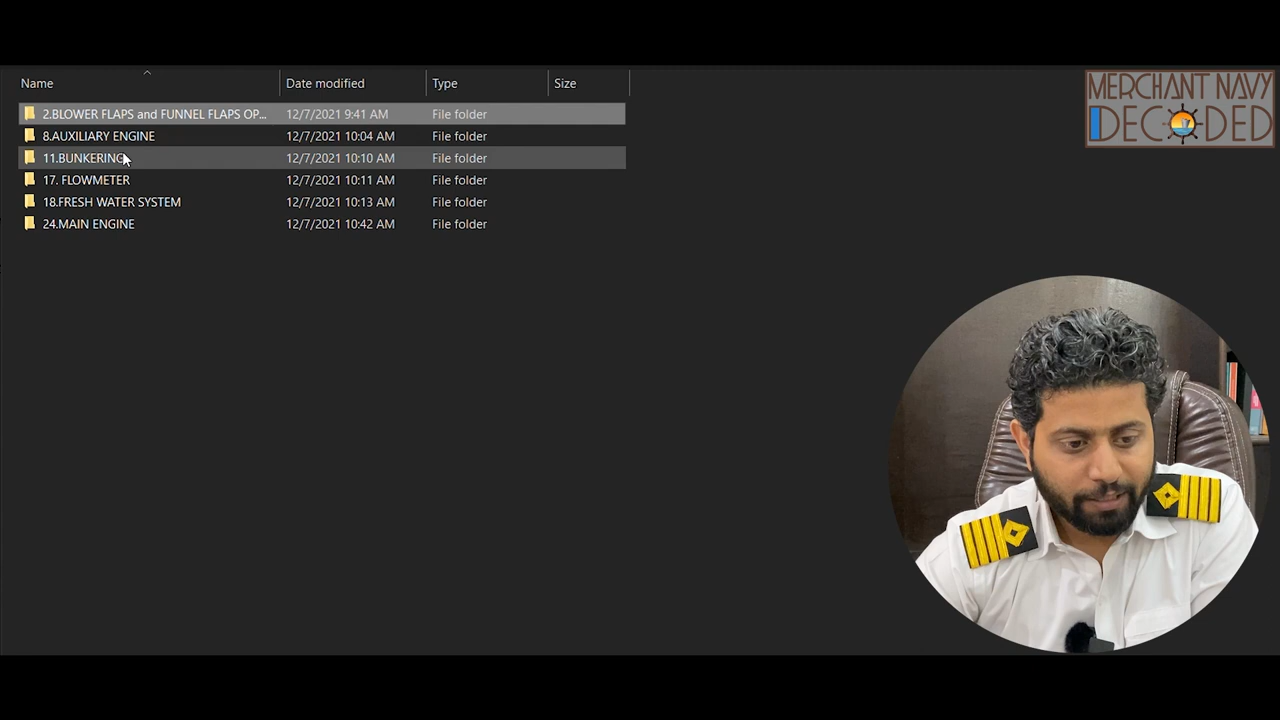 Name Date modified Type Size
2.BLOWER FLAPS and FUNNEL FLAPS OP... 12/7/2021 9:41 AM File folder
8.AUXILIARY ENGINE 12/7/2021 10:04 AM File folder
11.BUNKERING 12/7/2021 10:10 AM File folder
17. FLOWMETER 12/7/2021 10:11 AM File folder
18.FRESH WATER SYSTEM 12/7/2021 10:13 AM File folder
24.MAIN ENGINE 12/7/2021 10:42 AM File folder
MERCHANT NAVY
DECODED